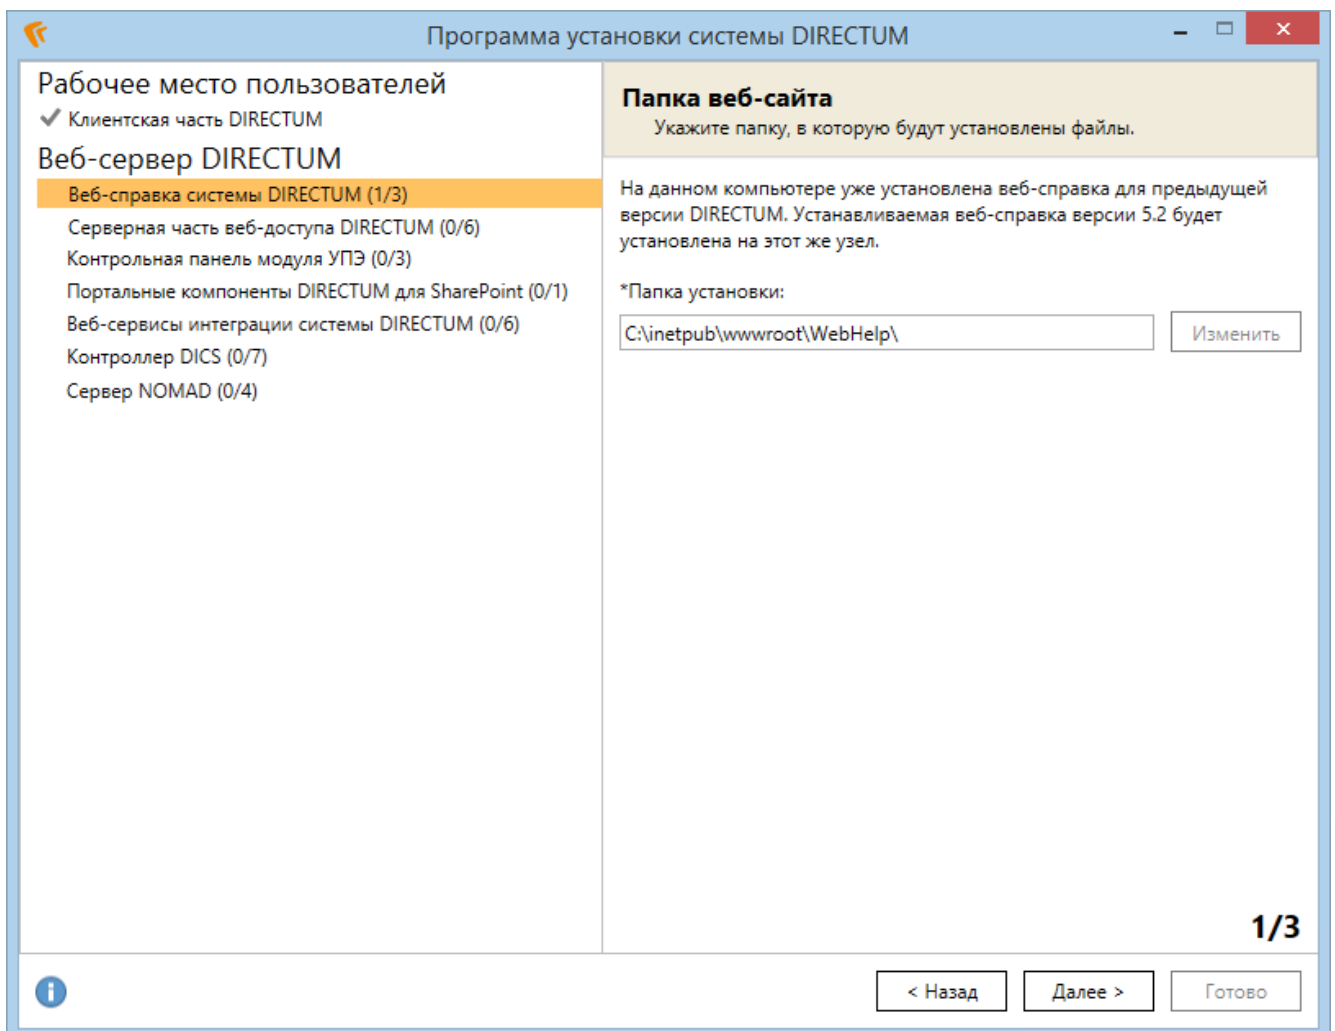 Программа установки системы DIRECTUM
Рабочее место пользователей
Клиентская часть DIRECTUM
Веб-сервер DIRECTUM
Веб-справка системы DIRECTUM (1/3)
Серверная часть веб-доступа DIRECTUM (0/6)
Контрольная панель модуля УПЭ (0/3)
Портальные компоненты DIRECTUM для SharePoint (0/1)
Веб-сервисы интеграции системы DIRECTUM (0/6)
Контроллер DICS (0/7)
Сервер NOMAD (0/4)
Папка веб-сайта
Укажите папку, в которую будут установлены файлы.
На данном компьютере уже установлена веб-справка для предыдущей
версии DIRECTUM. Устанавливаемая веб-справка версии 5.2 будет
установлена на этот же узел.
*Папка установки:
C:\inetpub\wwwroot\WebHelp\
Изменить
1/3
< Назад
Далее >
Готово